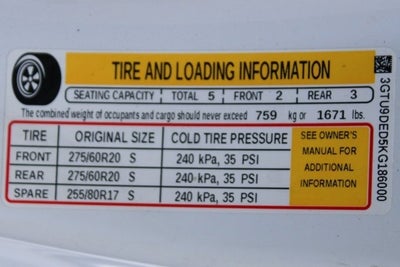 TIRE AND LOADING INFORMATION
SEATING CAPACITY TOTAL 5 FRONT 2 REAR 3
The combined weight of occupants and cargo should never exceed 759 kg or 1671 lbs.
TIRE ORIGINAL SIZE COLD TIRE PRESSURE
FRONT 275/60R20 S 240 kPa, 35 PSI
REAR 275/60R20 S 240 kPa, 35 PSI
SPARE 255/80R17 S 240 kPa, 35 PSI
SEE OWNER'S
MANUAL FOR
ADDITIONAL
INFORMATION
3GTU9DED5KG186000